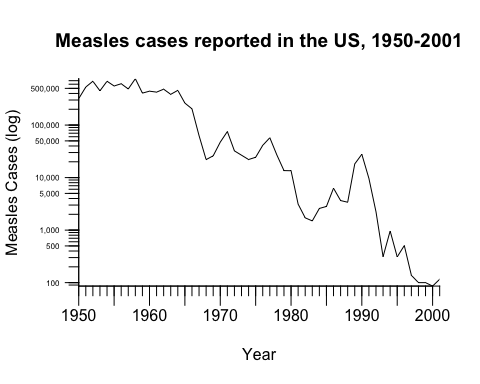 Measles cases reported in the US, 1950-2001
Measles Cases (log)
500,000
100,000
50,000
10,000
5,000
1,000
500
100
1950 1960 1970 1980 1990 2000
Year